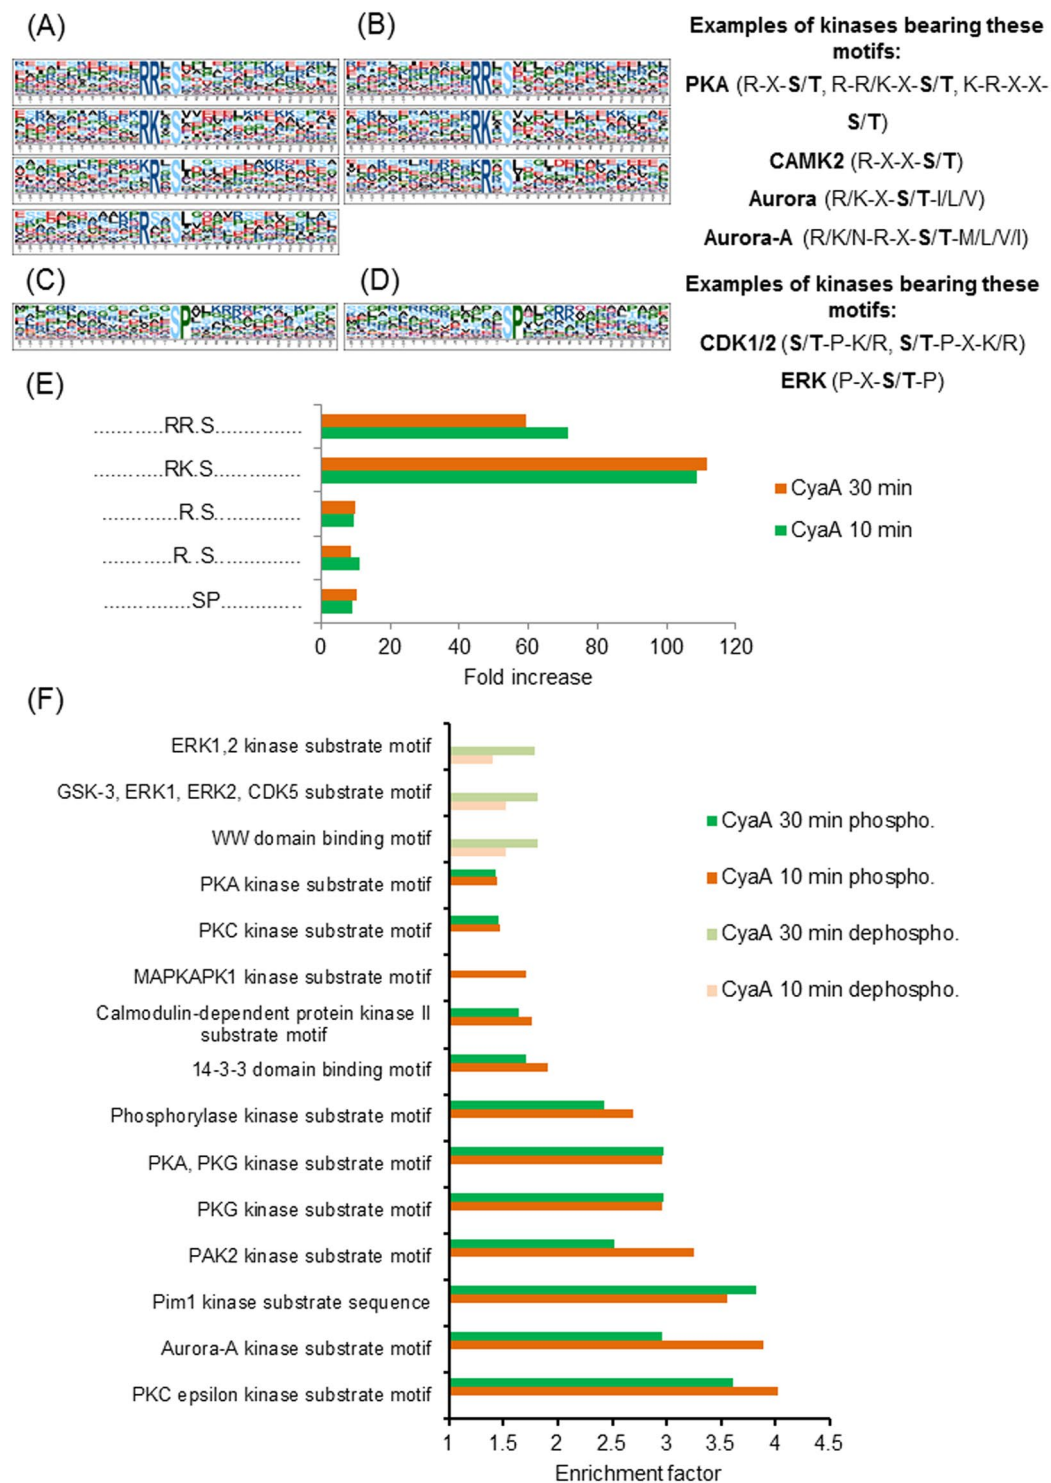 (A)
(B)
Examples of kinases bearing these
motifs:
PKA (R-X-S/T, R-R/K-X-S/T, K-R-X-X-
S/T)
CAMK2 (R-X-X-S/T)
Aurora (R/K-X-S/T-I/L/V)
Aurora-A (R/K/N-R-X-S/T-M/L/V/I)
(C)
(D)
Examples of kinases bearing these
motifs:
CDK1/2 (S/T-P-K/R, S/T-P-X-K/R)
ERK (P-X-S/T-P)
(E)
............RR.S..............
............RK.S..............
............R.S...............
............R..S..............
..............SP..............
CyaA 30 min
CyaA 10 min
0 20 40 60 80 100 120
Fold increase
(F)
ERK1,2 kinase substrate motif
GSK-3, ERK1, ERK2, CDK5 substrate motif
WW domain binding motif
PKA kinase substrate motif
PKC kinase substrate motif
MAPKAPK1 kinase substrate motif
Calmodulin-dependent protein kinase II
substrate motif
14-3-3 domain binding motif
Phosphorylase kinase substrate motif
PKA, PKG kinase substrate motif
PKG kinase substrate motif
PAK2 kinase substrate motif
Pim1 kinase substrate sequence
Aurora-A kinase substrate motif
PKC epsilon kinase substrate motif
CyaA 30 min phospho.
CyaA 10 min phospho.
CyaA 30 min dephospho.
CyaA 10 min dephospho.
1 1.5 2 2.5 3 3.5 4 4.5
Enrichment factor